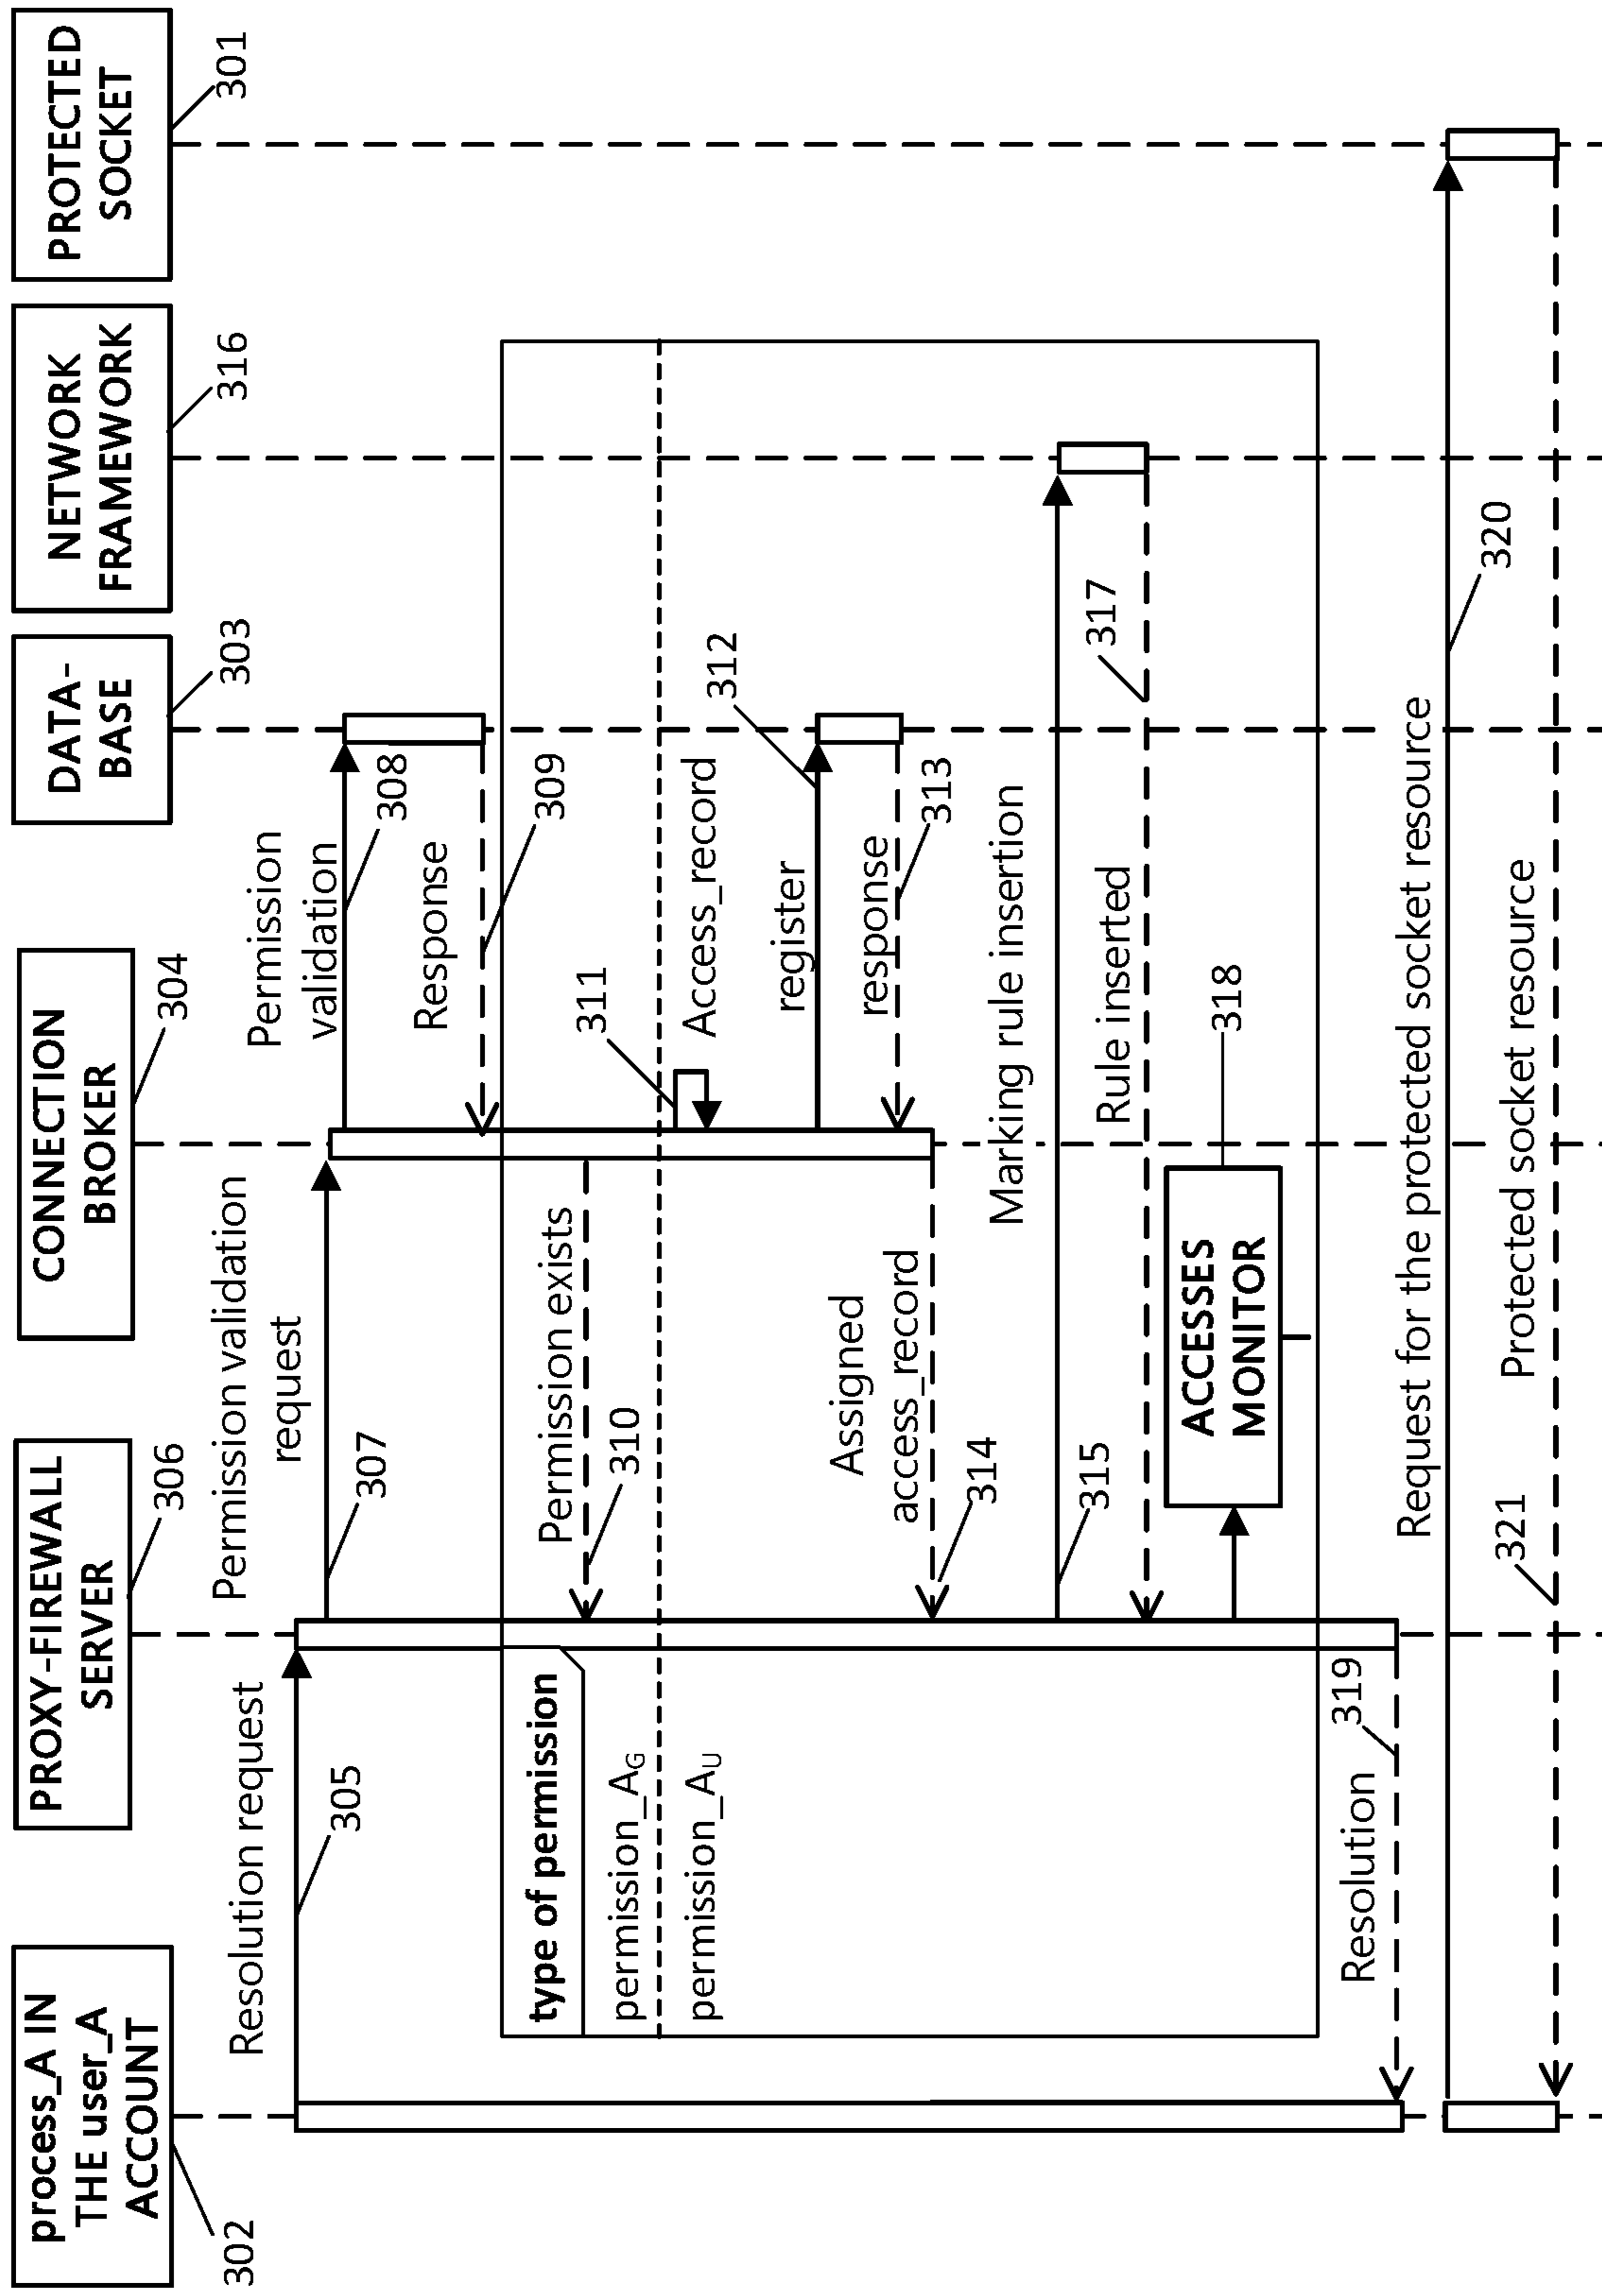 process_A IN
THE user_A
ACCOUNT
302
PROXY-FIREWALL
SERVER
306
CONNECTION
BROKER
304
DATA-
BASE
303
NETWORK
FRAMEWORK
316
PROTECTED
SOCKET
301
Resolution request
305
Permission validation
request
307
Permission
validation
308
Response
309
type of permission
permission_AG
permission_AU
Permission exists
310
311
Access_record
312
register
response
313
Assigned
access_record
314
Marking rule insertion
315
Rule inserted
317
ACCESSES
MONITOR
318
Resolution
319
Request for the protected socket resource
320
Protected socket resource
321